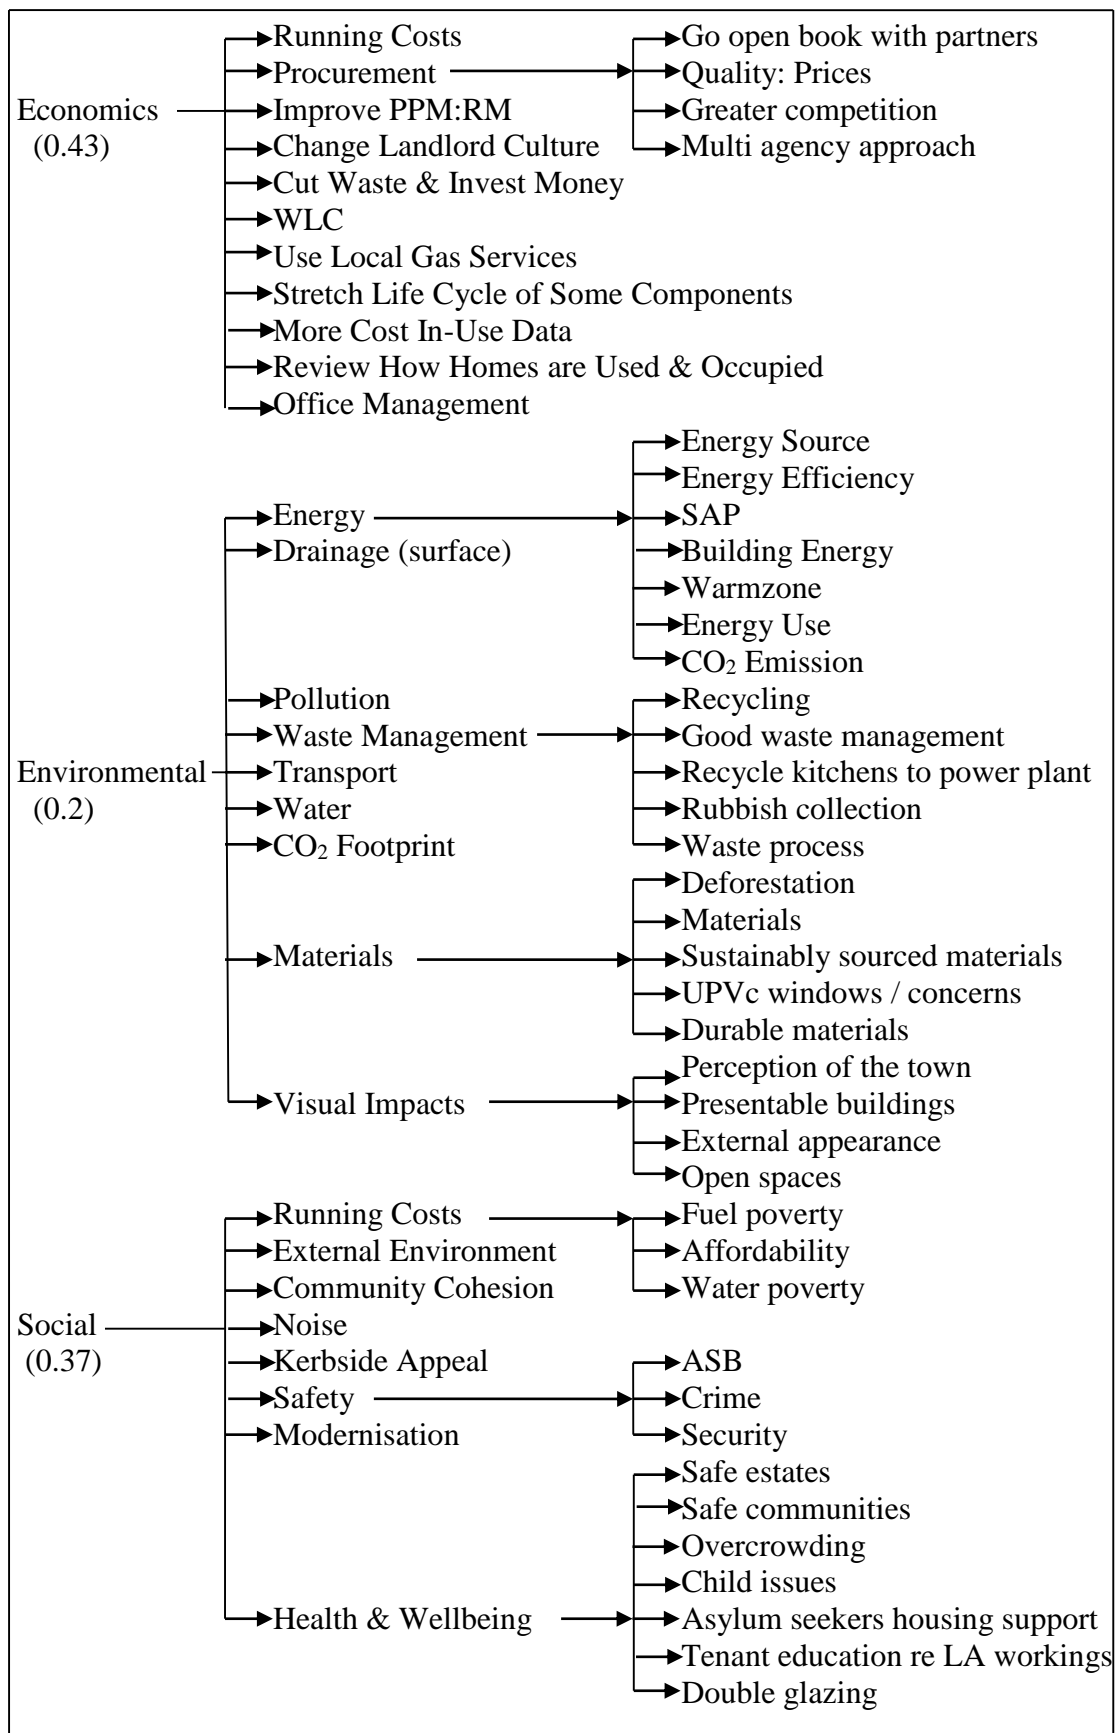 Running Costs Go open book with partners
Procurement Quality: Prices
Economics Improve PPM:RM Greater competition
(0.43) Change Landlord Culture Multi agency approach
Cut Waste & Invest Money
WLC
Use Local Gas Services
Stretch Life Cycle of Some Components
More Cost In-Use Data
Review How Homes are Used & Occupied
Office Management
Energy Source
Energy Efficiency
Energy SAP
Drainage (surface) Building Energy
Warmzone
Energy Use
CO₂ Emission
Pollution Recycling
Waste Management Good waste management
Environmental Transport Recycle kitchens to power plant
(0.2) Water Rubbish collection
CO₂ Footprint Waste process
Deforestation
Materials
Materials Sustainably sourced materials
UPVc windows / concerns
Durable materials
Perception of the town
Visual Impacts Presentable buildings
External appearance
Open spaces
Running Costs Fuel poverty
External Environment Affordability
Community Cohesion Water poverty
Social Noise
(0.37) Kerbside Appeal ASB
Safety Crime
Modernisation Security
Safe estates
Safe communities
Overcrowding
Child issues
Health & Wellbeing Asylum seekers housing support
Tenant education re LA workings
Double glazing